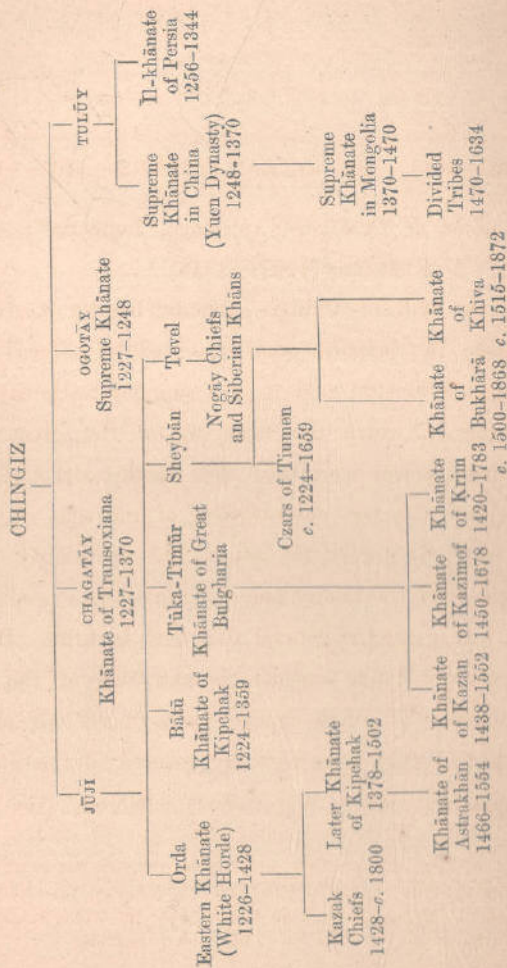 CHINGIZ
JŪJĪ
CHAGATĀY
Khānate of Transoxiana
1227–1370
OGOTĀY
Supreme Khānate
1227–1248
TULŪY
Orda
Eastern Khānate
(White Horde)
1226–1428
Bātū
Khānate of
Kipchak
1224–1359
Tūka-Tīmūr
Khānate of Great
Bulgharia
Sheybān
Tevel
Nogāy Chiefs
and Siberian Khāns
Supreme
Khānate
in China
(Yuen Dynasty)
1248–1370
Īl-khānate
of Persia
1256–1344
Czars of Tiumen
c. 1224–1659
Supreme
Khānate
in Mongolia
1370–1470
Divided
Tribes
1470–1634
Kazak
Chiefs
1428–c. 1800
Later Khānate
of Kipchak
1378–1502
Khānate of
Astrakhān
1466–1554
Khānate
of Kazan
1438–1552
Khānate
of Kazimof
1450–1678
Khānate
of Krim
1420–1783
Khānate
of
Bukhārā
c. 1500–1868
Khānate
of
Khiva
c. 1515–1872